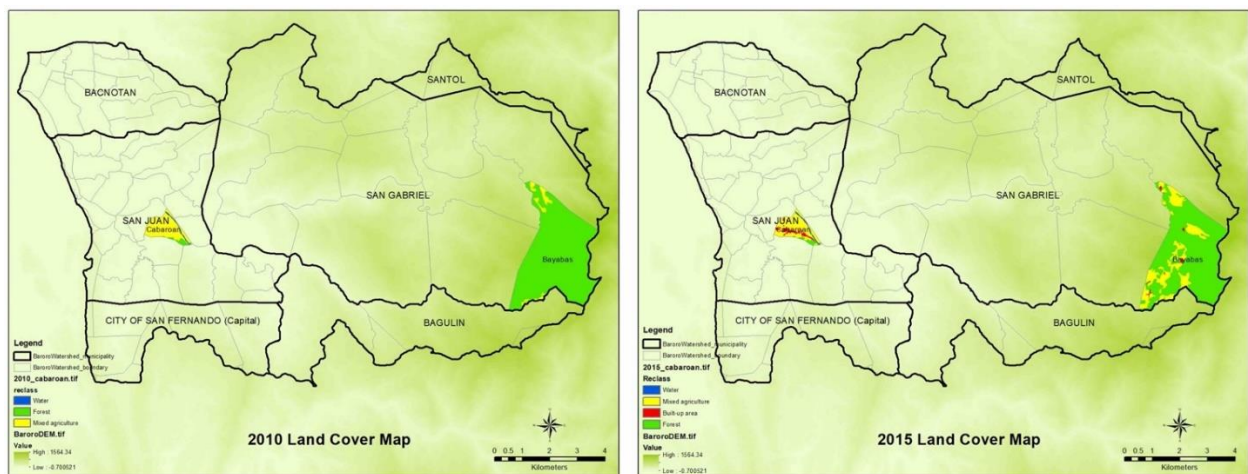 BACNOTAN
SANTOL
SAN GABRIEL
SAN JUAN
Cabaroan
Bayabas
CITY OF SAN FERNANDO (Capital)
BAGULIN
Legend
BaroroWatershed_municipality
BaroroWatershed_boundary
2010_cabaroan.tif
reclass
Water
Forest
Mixed agriculture
BaroroDEM.tif
Value
High : 1564.34
Low : -0.700521
2010 Land Cover Map
0 0.5 1 2 3 4
Kilometers
BACNOTAN
SANTOL
SAN GABRIEL
SAN JUAN
Cabaroan
Bayabas
CITY OF SAN FERNANDO (Capital)
BAGULIN
Legend
BaroroWatershed_municipality
BaroroWatershed_boundary
2015_cabaroan.tif
Reclass
Water
Mixed agriculture
Built-up area
Forest
BaroroDEM.tif
Value
High : 1564.34
Low : -0.700521
2015 Land Cover Map
0 0.5 1 2 3 4
Kilometers